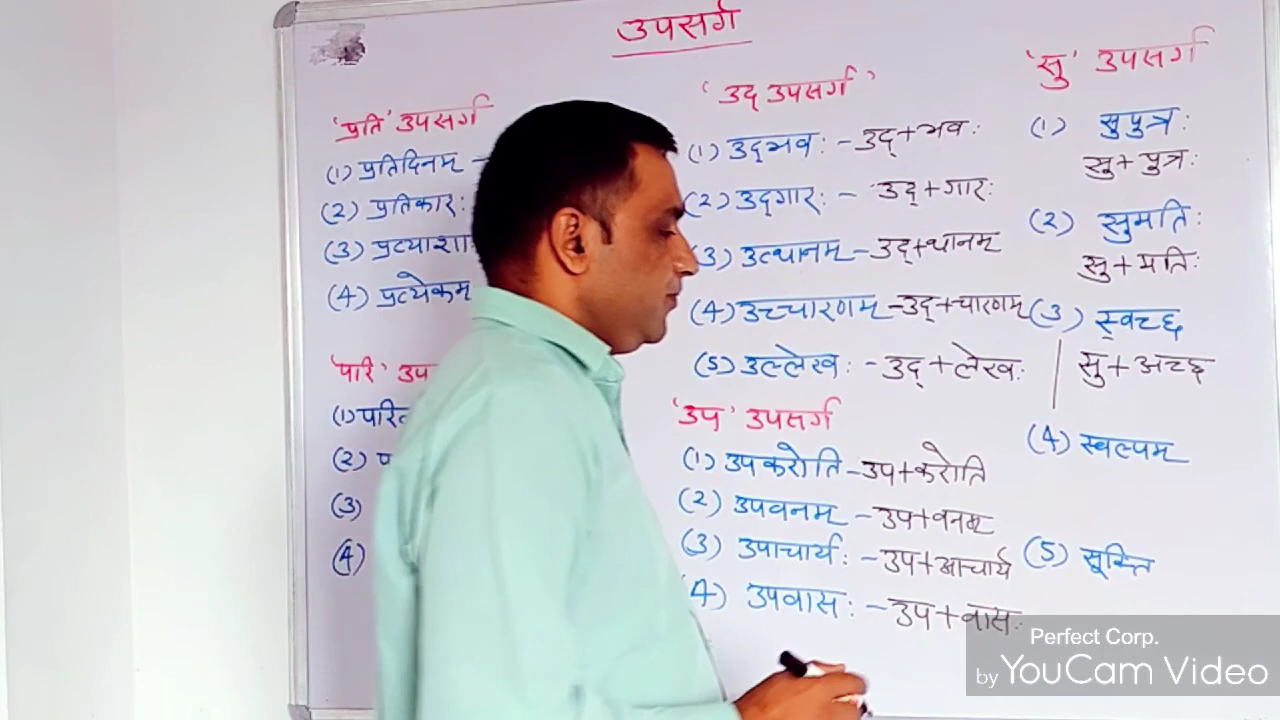 उपसर्ग
'प्रति' उपसर्ग
(1) प्रतिदिनम् -
(2) प्रतिकारः
(3) प्रत्याशा
(4) प्रत्येकम्
'परि' उप
(1)
(2)
(3)
(4)
'उद् उपसर्ग'
(1) उद्‌भवः - उद्+भवः
(2) उद्‌गारः - उद्+गारः
(3) उत्थानम् - उद्+थानम्
(4) उच्चारणम् - उद्+चारणम्
(5) उल्लेखः - उद्+लेखः
'उप' उपसर्ग
(1) उपकरोति - उप+करोति
(2) उपवनम् - उप+वनम्
(3) उपाचार्यः - उप+आचार्य
(4) उपवासः - उप+वासः
'सु' उपसर्ग
(1) सुपुत्रः
सु+पुत्रः
(2) सुमतिः
सु+मतिः
(3) स्वच्छ
सु+अच्छ
(4) स्वल्पम्
(5) सूक्ति
Perfect Corp.
by YouCam Video